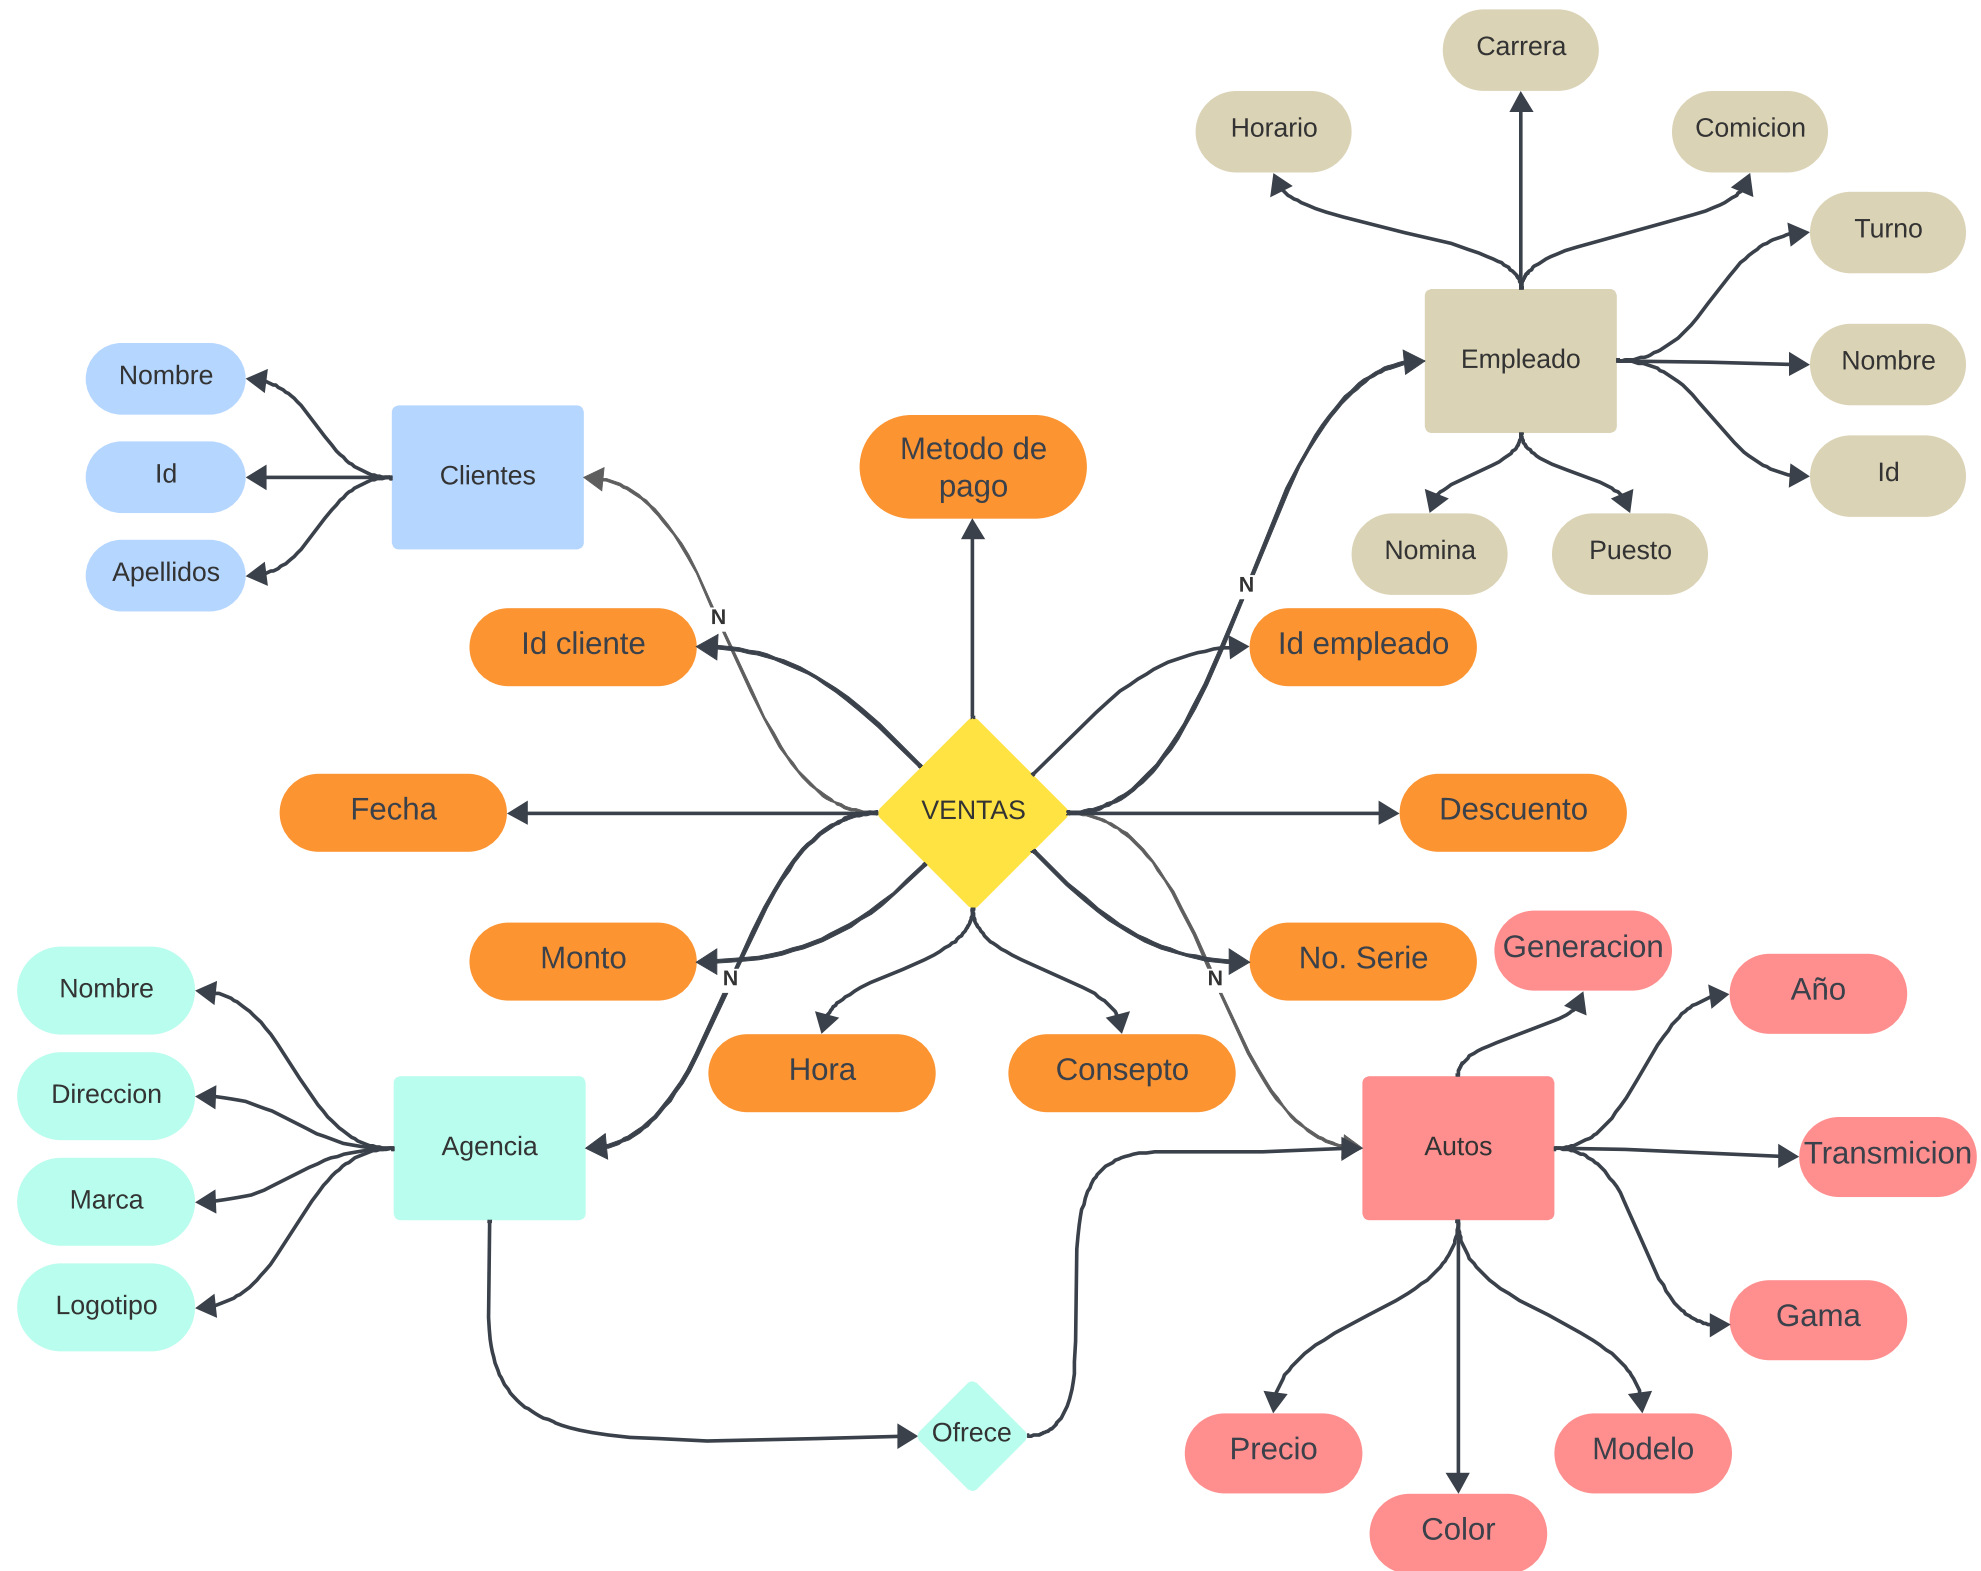 Carrera
Horario
Comicion
Turno
Empleado
Nombre
Id
Nomina
Puesto
Nombre
Id
Apellidos
Clientes
Metodo de
pago
N
N
Id cliente
Id empleado
Fecha
VENTAS
Descuento
Monto
N
N
No. Serie
Hora
Consepto
Generacion
Año
Transmicion
Gama
Autos
Nombre
Direccion
Marca
Logotipo
Agencia
Ofrece
Precio
Modelo
Color